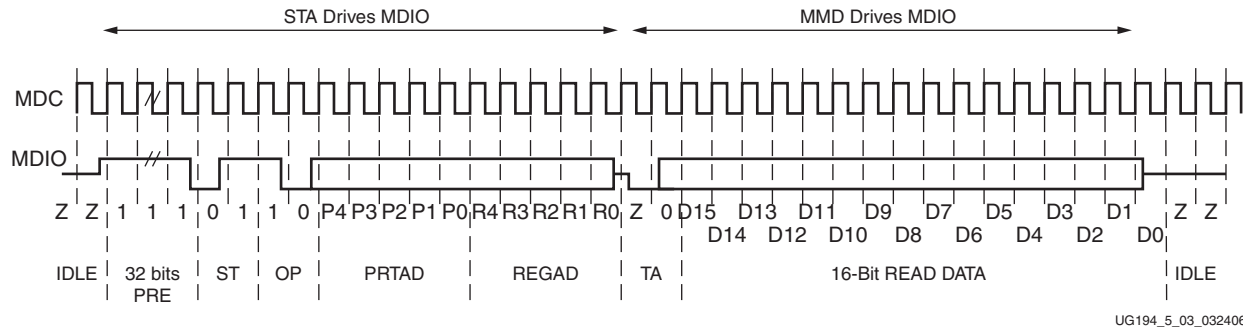 STA Drives MDIO MMD Drives MDIO
MDC
MDIO
Z Z 1 1 1 0 1 1 0 P4 P3 P2 P1 P0 R4 R3 R2 R1 R0 Z 0 D15 D13 D11 D9 D7 D5 D3 D1 Z Z
D14 D12 D10 D8 D6 D4 D2 D0
IDLE 32 bits ST OP PRTAD REGAD TA 16-Bit READ DATA IDLE
PRE
UG194_5_03_032406